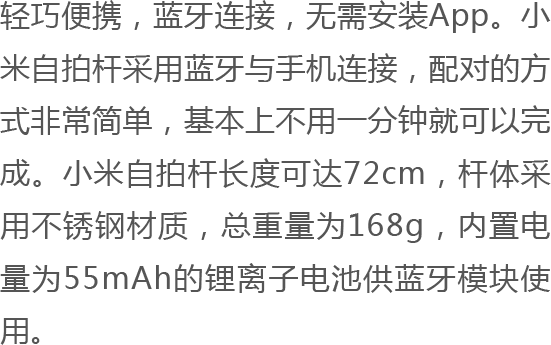 轻巧便携，蓝牙连接，无需安装App。小
米自拍杆采用蓝牙与手机连接，配对的方
式非常简单，基本上不用一分钟就可以完
成。小米自拍杆长度可达72cm，杆体采
用不锈钢材质，总重量为168g，内置电
量为55mAh的锂离子电池供蓝牙模块使
用。